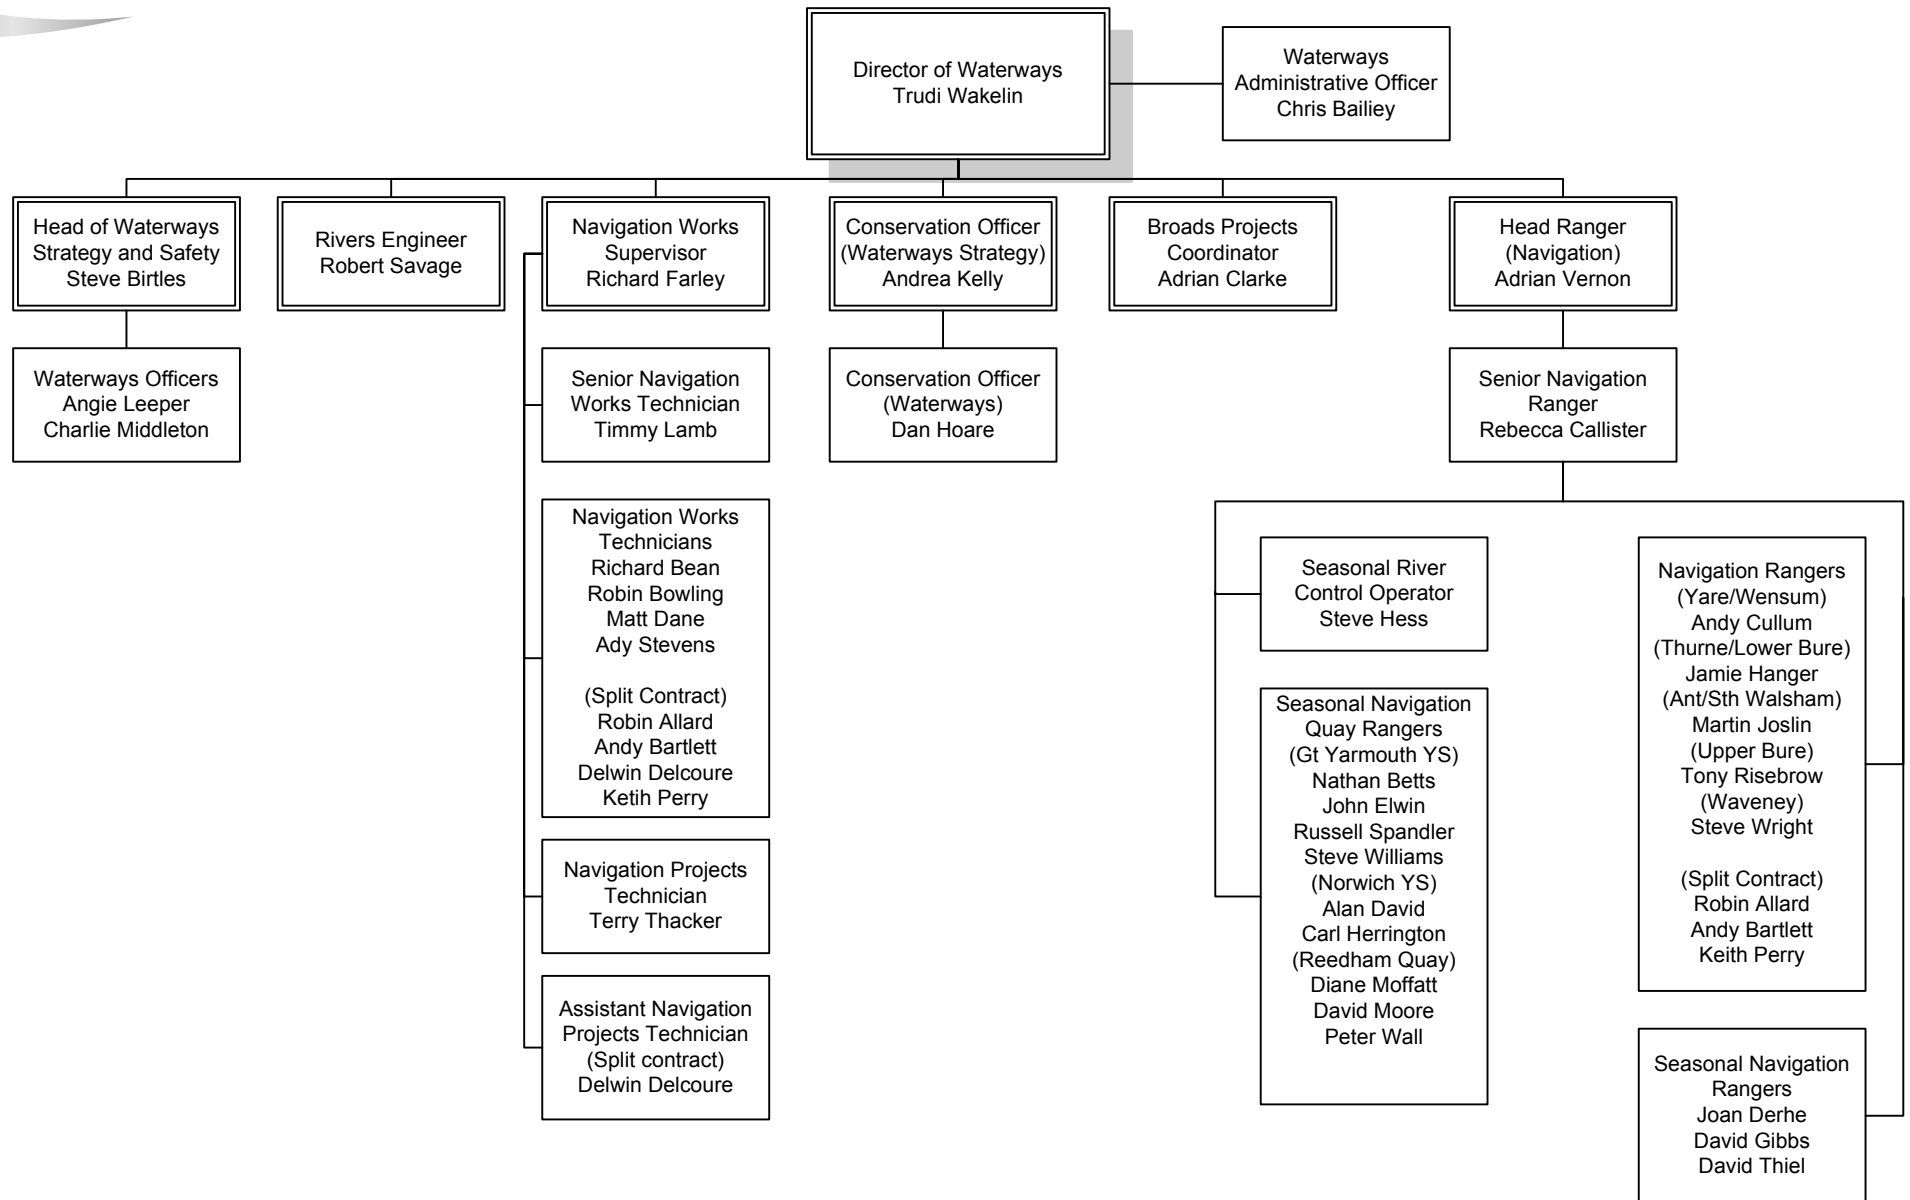 Director of Waterways
Trudi Wakelin
Waterways
Administrative Officer
Chris Bailiey
Head of Waterways
Strategy and Safety
Steve Birtles
Rivers Engineer
Robert Savage
Navigation Works
Supervisor
Richard Farley
Conservation Officer
(Waterways Strategy)
Andrea Kelly
Broads Projects
Coordinator
Adrian Clarke
Head Ranger
(Navigation)
Adrian Vernon
Waterways Officers
Angie Leeper
Charlie Middleton
Senior Navigation
Works Technician
Timmy Lamb
Conservation Officer
(Waterways)
Dan Hoare
Senior Navigation
Ranger
Rebecca Callister
Navigation Works
Technicians
Richard Bean
Robin Bowling
Matt Dane
Ady Stevens
(Split Contract)
Robin Allard
Andy Bartlett
Delwin Delcoure
Ketih Perry
Navigation Projects
Technician
Terry Thacker
Assistant Navigation
Projects Technician
(Split contract)
Delwin Delcoure
Seasonal River
Control Operator
Steve Hess
Seasonal Navigation
Quay Rangers
(Gt Yarmouth YS)
Nathan Betts
John Elwin
Russell Spandler
Steve Williams
(Norwich YS)
Alan David
Carl Herrington
(Reedham Quay)
Diane Moffatt
David Moore
Peter Wall
Navigation Rangers
(Yare/Wensum)
Andy Cullum
(Thurne/Lower Bure)
Jamie Hanger
(Ant/Sth Walsham)
Martin Joslin
(Upper Bure)
Tony Risebrow
(Waveney)
Steve Wright
(Split Contract)
Robin Allard
Andy Bartlett
Keith Perry
Seasonal Navigation
Rangers
Joan Derhe
David Gibbs
David Thiel